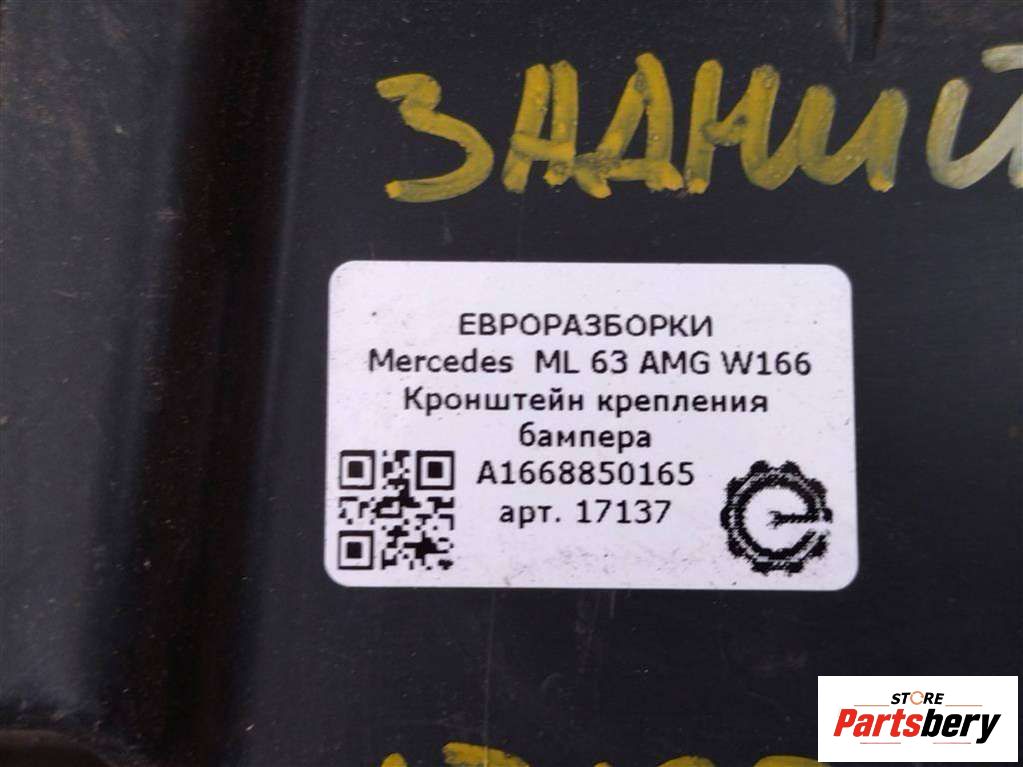 ЗАДНИЙ
ЕВРОРАЗБОРКИ
Mercedes ML 63 AMG W166
Кронштейн крепления
бампера
A1668850165
арт. 17137
STORE
Partsbery